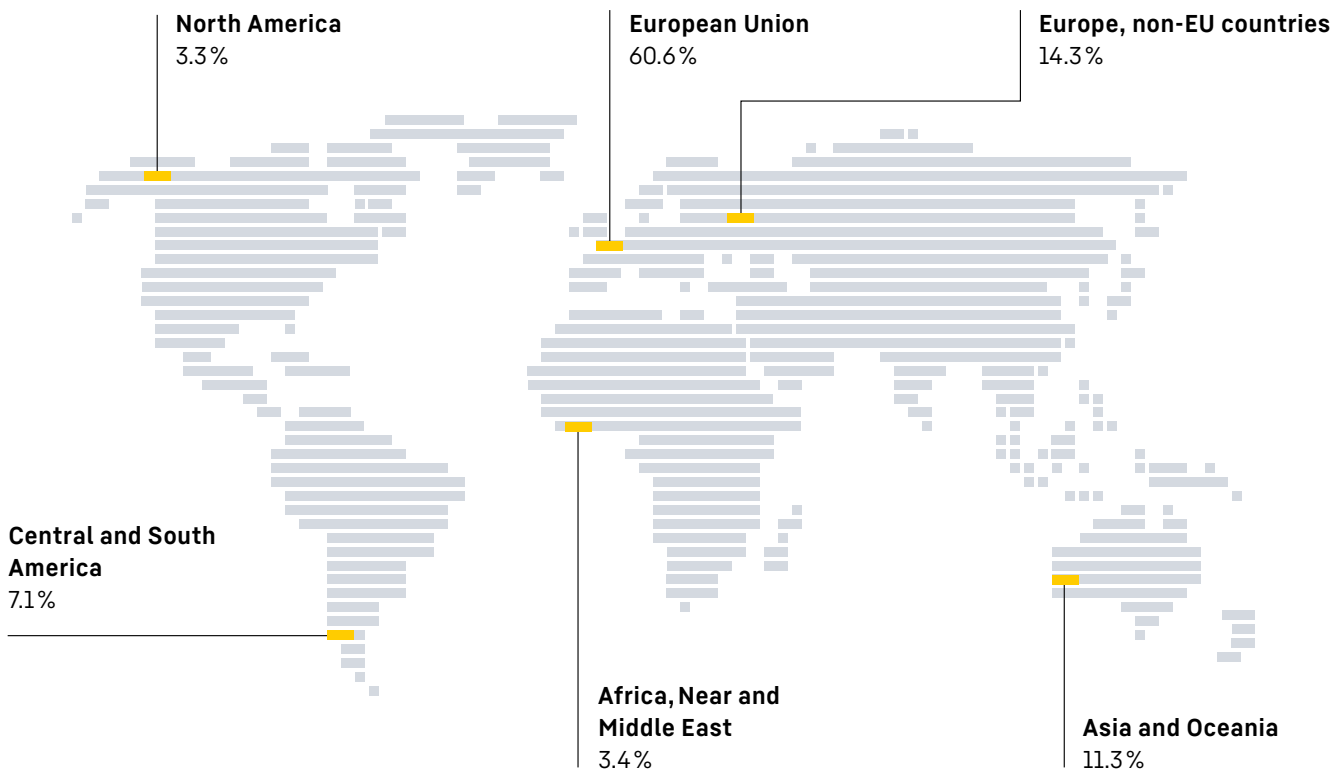 North America
3.3 %
European Union
60.6 %
Europe, non-EU countries
14.3 %
Central and South
America
7.1 %
Africa, Near and
Middle East
3.4 %
Asia and Oceania
11.3 %